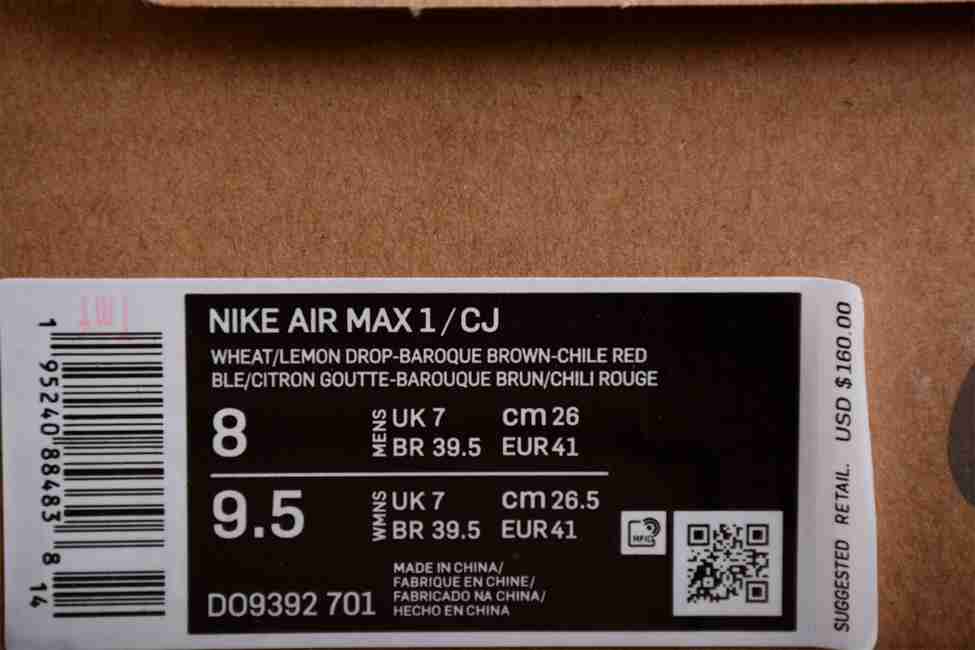 NIKE AIR MAX 1/CJ
WHEAT/LEMON DROP-BAROQUE BROWN-CHILE RED
BLE/CITRON GOUTTE-BAROUQUE BRUN/CHILI ROUGE
8 MENS UK 7 cm 26
BR 39.5 EUR 41
9.5 WMNS UK 7 cm 26.5
BR 39.5 EUR 41
MADE IN CHINA/
FABRIQUE EN CHINE/
FABRICADO NA CHINA/
HECHO EN CHINA
DO9392 701
1 95240 88483 8 14
SUGGESTED RETAIL. USD $160.00